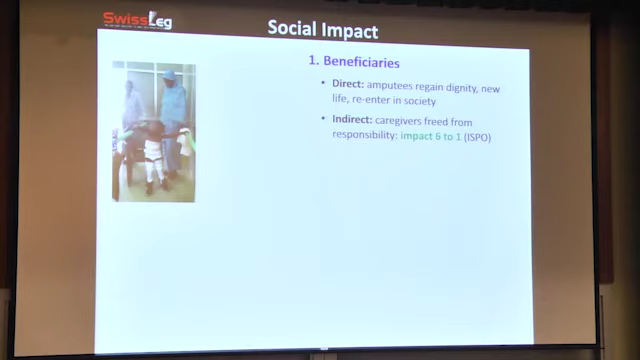 SwissLeg
Social Impact
1. Beneficiaries
• Direct: amputees regain dignity, new
life, re-enter in society
• Indirect: caregivers freed from
responsibility: impact 6 to 1 (ISPO)